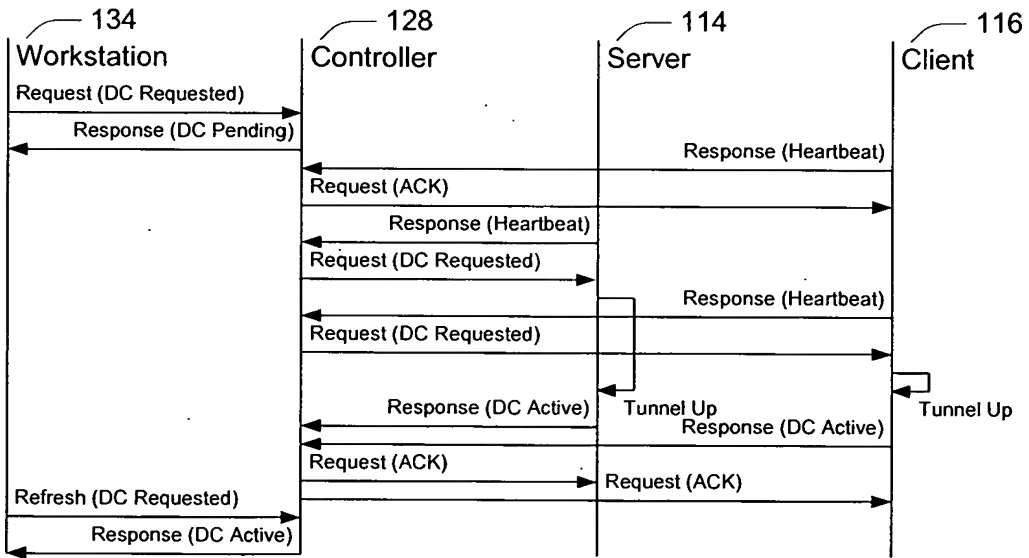 134
128
114
116
Workstation
Controller
Server
Client
Request (DC Requested)
Response (DC Pending)
Response (Heartbeat)
Request (ACK)
Response (Heartbeat)
Request (DC Requested)
Response (Heartbeat)
Request (DC Requested)
Tunnel Up
Tunnel Up
Response (DC Active)
Response (DC Active)
Request (ACK)
Request (ACK)
Refresh (DC Requested)
Response (DC Active)